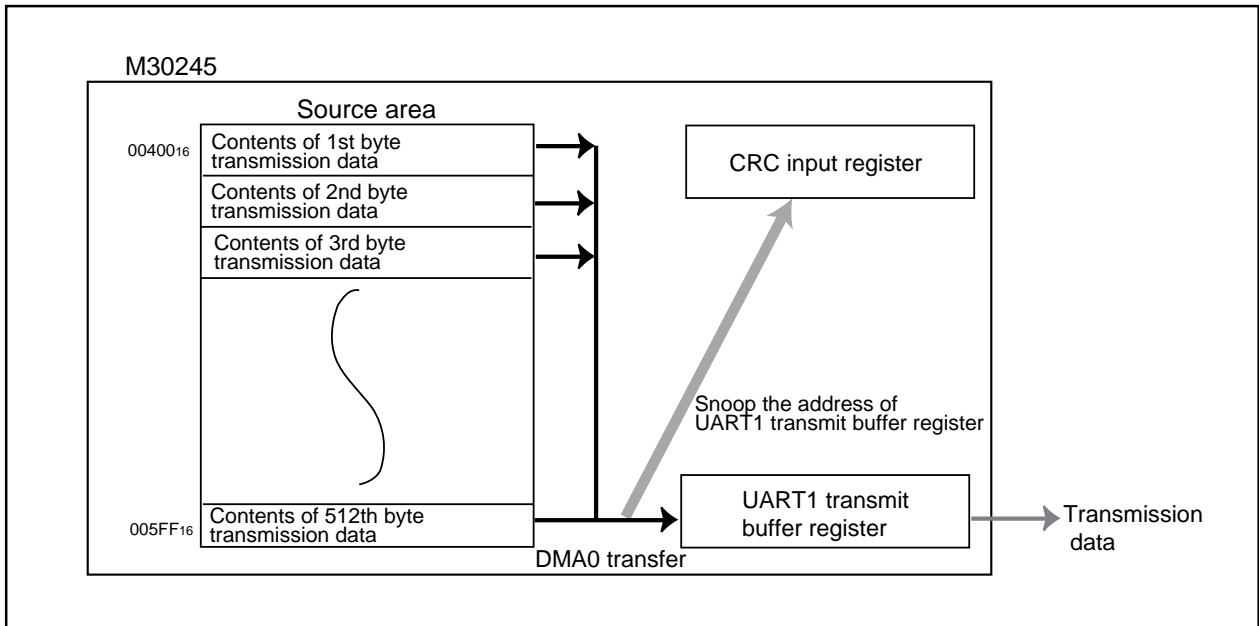 M30245
Source area
0040016
Contents of 1st byte
transmission data
Contents of 2nd byte
transmission data
Contents of 3rd byte
transmission data
CRC input register
Snoop the address of
UART1 transmit buffer register
005FF16
Contents of 512th byte
transmission data
DMA0 transfer
UART1 transmit
buffer register
Transmission
data